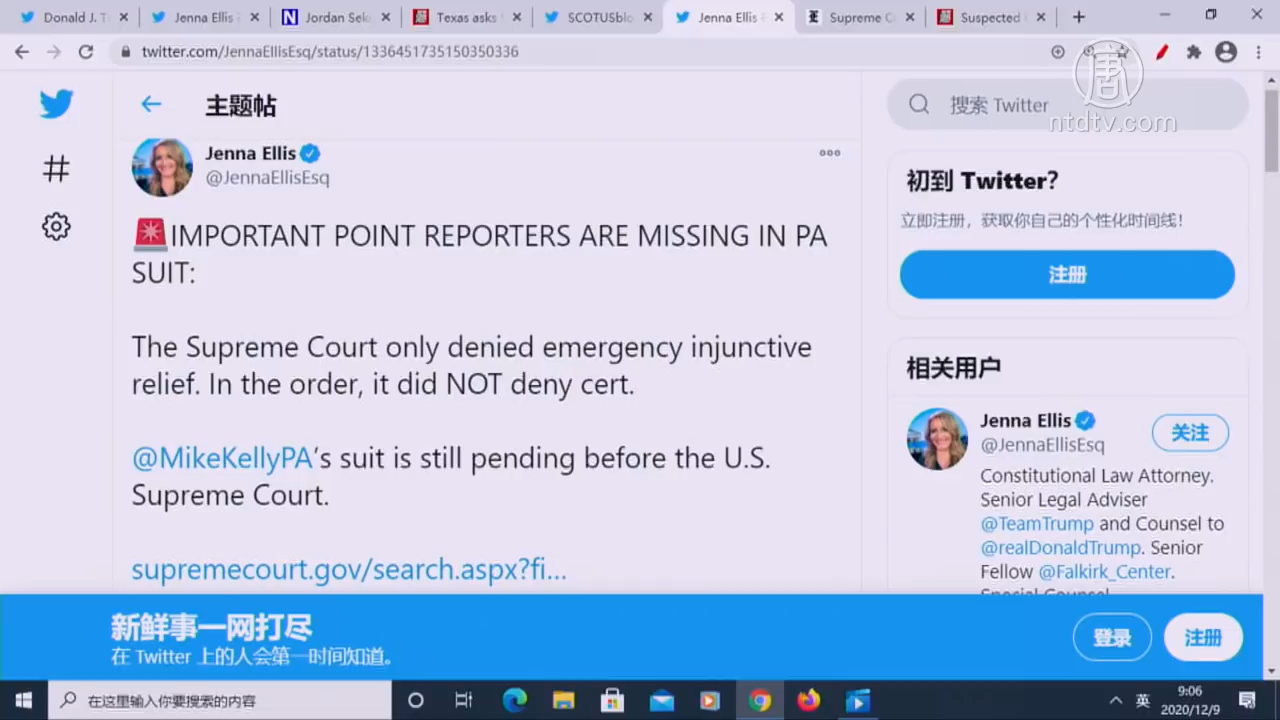 Donald J. T
Jenna Ellis
Jordan Sek
Texas asks
SCOTUSblo
Jenna Ellis
Supreme C
Suspected
twitter.com/JennaEllisEsq/status/1336451735150350336
主题帖
搜索 Twitter
唐
ntdtv.com
Jenna Ellis
@JennaEllisEsq
IMPORTANT POINT REPORTERS ARE MISSING IN PA
SUIT:
The Supreme Court only denied emergency injunctive
relief. In the order, it did NOT deny cert.
@MikeKellyPA’s suit is still pending before the U.S.
Supreme Court.
supremecourt.gov/search.aspx?fi...
初到 Twitter？
立即注册，获取你自己的个性化时间线！
注册
相关用户
Jenna Ellis
@JennaEllisEsq
关注
Constitutional Law Attorney.
Senior Legal Adviser
@TeamTrump and Counsel to
@realDonaldTrump. Senior
Fellow @Falkirk_Center.
Special Counsel
新鲜事一网打尽
在 Twitter 上的人会第一时间知道。
登录
注册
在这里输入你要搜索的内容
英
9:06
2020/12/9